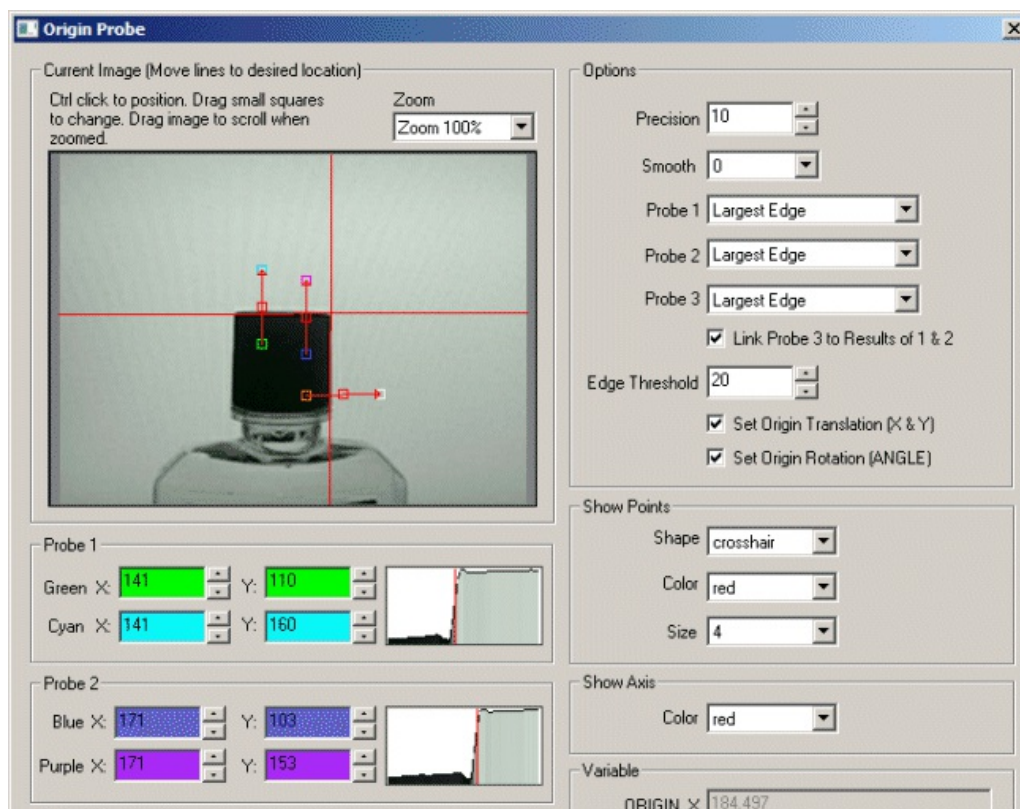 Origin Probe
Current Image (Move lines to desired location)
Ctrl click to position. Drag small squares
to change. Drag image to scroll when
zoomed.
Zoom
Zoom 100%
Probe 1
Green X: 141 Y: 110
Cyan X: 141 Y: 160
Probe 2
Blue X: 171 Y: 103
Purple X: 171 Y: 153
Options
Precision 10
Smooth 0
Probe 1 Largest Edge
Probe 2 Largest Edge
Probe 3 Largest Edge
Link Probe 3 to Results of 1 & 2
Edge Threshold 20
Set Origin Translation (X & Y)
Set Origin Rotation (ANGLE)
Show Points
Shape crosshair
Color red
Size 4
Show Axis
Color red
Variable
ORIGIN_X 184.497